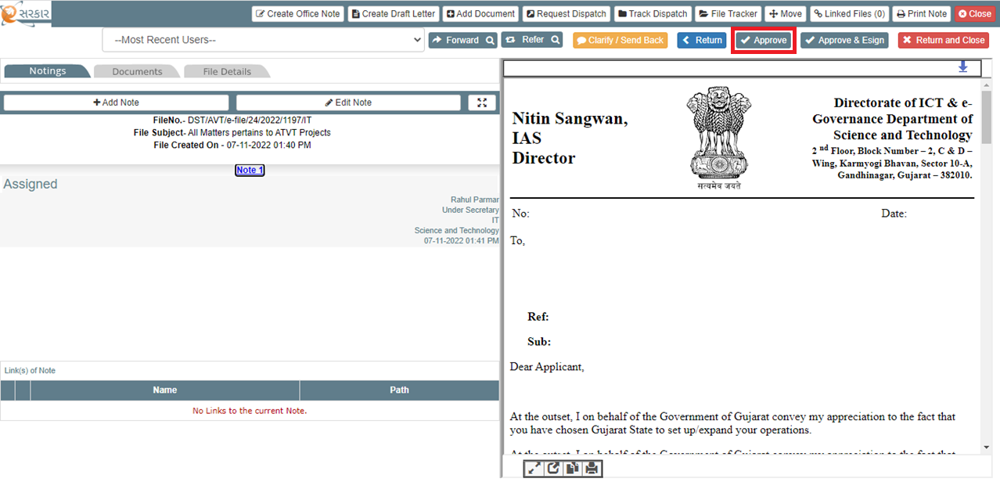 સરકાર
Create Office Note Create Draft Letter Add Document Request Dispatch Track Dispatch File Tracker Move Linked Files (0) Print Note Close
--Most Recent Users-- Forward Refer Clarify / Send Back Return Approve Approve & Esign Return and Close
Notings Documents File Details
Add Note Edit Note
FileNo.- DST/AVT/e-file/24/2022/1197/IT
File Subject- All Matters pertains to ATVT Projects
File Created On - 07-11-2022 01:40 PM
Note 1
Assigned
Rahul Parmar
Under Secretary
IT
Science and Technology
07-11-2022 01:41 PM
Link(s) of Note
Name Path
No Links to the current Note.
Nitin Sangwan,
IAS
Director
सत्यमेव जयते
Directorate of ICT & e-
Governance Department of
Science and Technology
2 nd Floor, Block Number – 2, C & D –
Wing, Karmyogi Bhavan, Sector 10-A,
Gandhinagar, Gujarat – 382010.
No: Date:
To,
Ref:
Sub:
Dear Applicant,
At the outset, I on behalf of the Government of Gujarat convey my appreciation to the fact that
you have chosen Gujarat State to set up/expand your operations.
At the outset, I on behalf of the Government of Gujarat convey my appreciation to the fact that